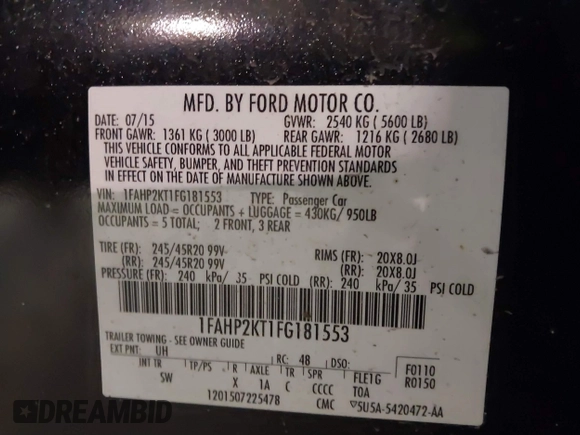 MFD. BY FORD MOTOR CO.
DATE: 07/15 GVWR: 2540 KG ( 5600 LB)
FRONT GAWR: 1361 KG ( 3000 LB) REAR GAWR: 1216 KG ( 2680 LB)
THIS VEHICLE CONFORMS TO ALL APPLICABLE FEDERAL MOTOR
VEHICLE SAFETY, BUMPER, AND THEFT PREVENTION STANDARDS
IN EFFECT ON THE DATE OF MANUFACTURE SHOWN ABOVE.
VIN: 1FAHP2KT1FG181553 TYPE: Passenger Car
MAXIMUM LOAD= OCCUPANTS + LUGGAGE = 430KG/ 950LB
OCCUPANTS = 5 TOTAL; 2 FRONT, 3 REAR
TIRE (FR): 245/45R20 99V RIMS (FR): 20X8.0J
(RR): 245/45R20 99V (RR): 20X8.0J
PRESSURE (FR): 240 kPa/ 35 PSI COLD (RR): 240 kPa/ 35 PSI COLD
1FAHP2KT1FG181553
TRAILER TOWING - SEE OWNER GUIDE
EXT PNT: UH RC: 48 DSO: F0110
R0150
INT TR TP/PS R AXLE TR SPR FLE1G
SW X 1A C CCCC TOA
1201507225478 CMC ▽5U5A-5420472-AA
DREAMBID